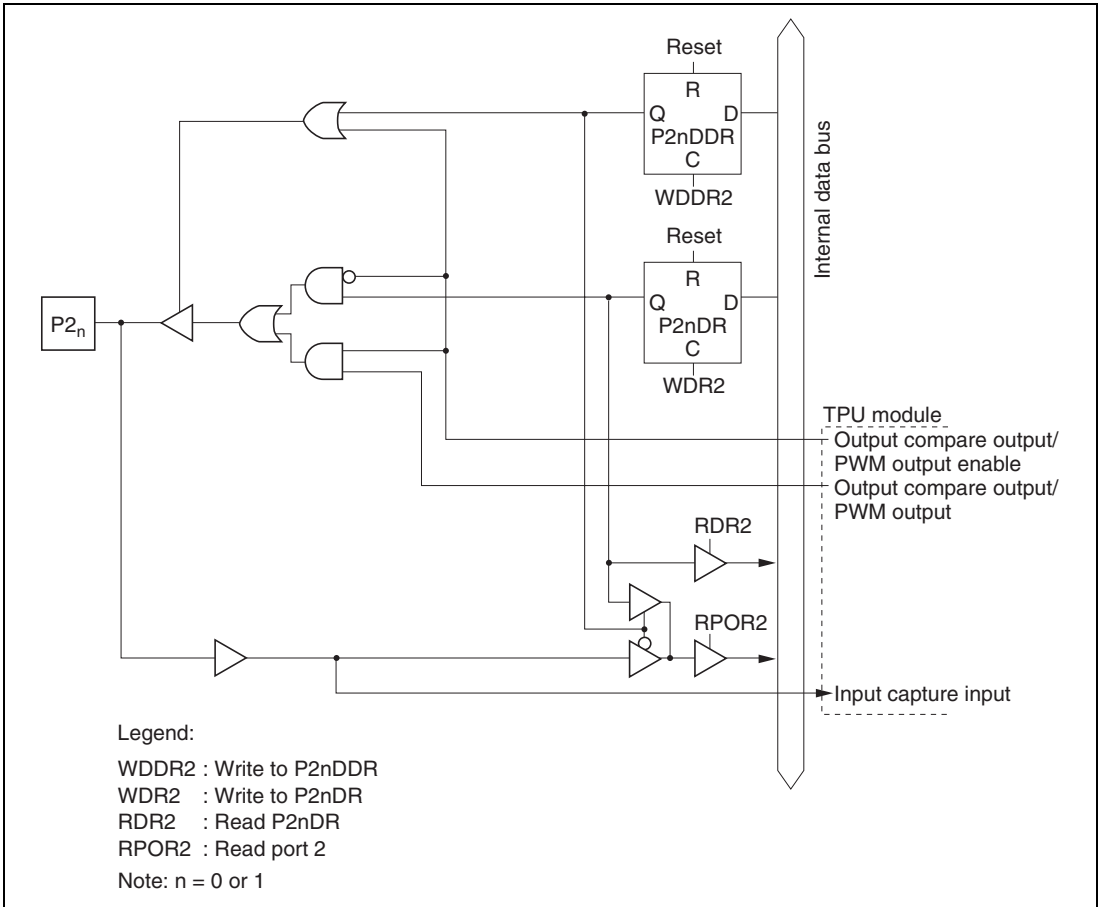 Reset
R
Q D
P2nDDR
C
WDDR2
Internal data bus
Reset
R
Q D
P2nDR
C
WDR2
P2n
TPU module
Output compare output/
PWM output enable
Output compare output/
PWM output
RDR2
RPOR2
Input capture input
Legend:
WDDR2 : Write to P2nDDR
WDR2 : Write to P2nDR
RDR2 : Read P2nDR
RPOR2 : Read port 2
Note: n = 0 or 1